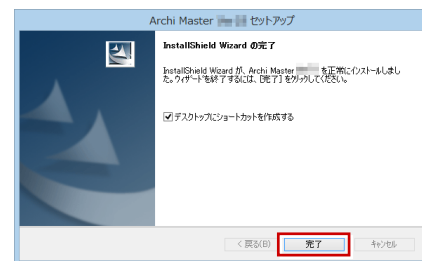 Archi Master セットアップ
InstallShield Wizard の完了
InstallShield Wizard が、Archi Master を正常にインストールしまし
た。ウィザードを終了するには、[完了]をクリックしてください。
デスクトップにショートカットを作成する
< 戻る(B)
完了
キャンセル